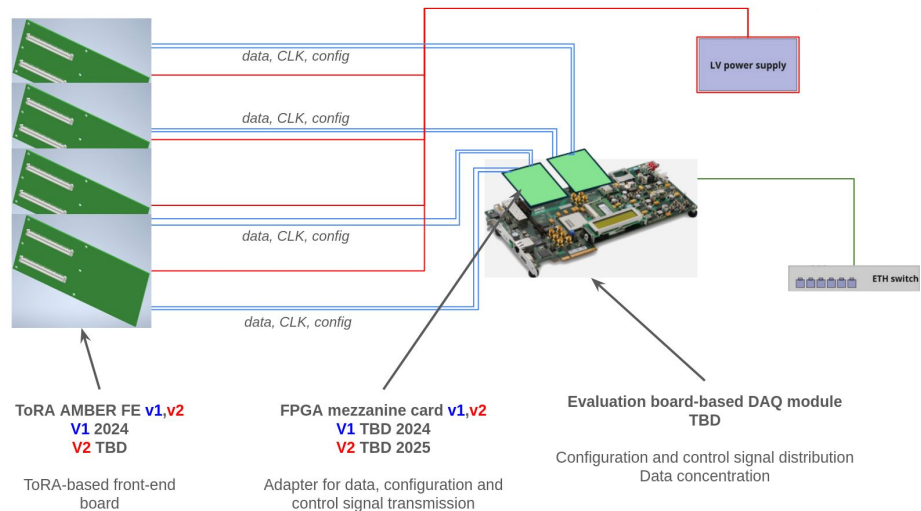 data, CLK, config
LV power supply
data, CLK, config
data, CLK, config
ETH switch
data, CLK, config
ToRA AMBER FE v1,v2
V1 2024
V2 TBD
ToRA-based front-end
board
FPGA mezzanine card v1,v2
V1 TBD 2024
V2 TBD 2025
Adapter for data, configuration and
control signal transmission
Evaluation board-based DAQ module
TBD
Configuration and control signal distribution
Data concentration